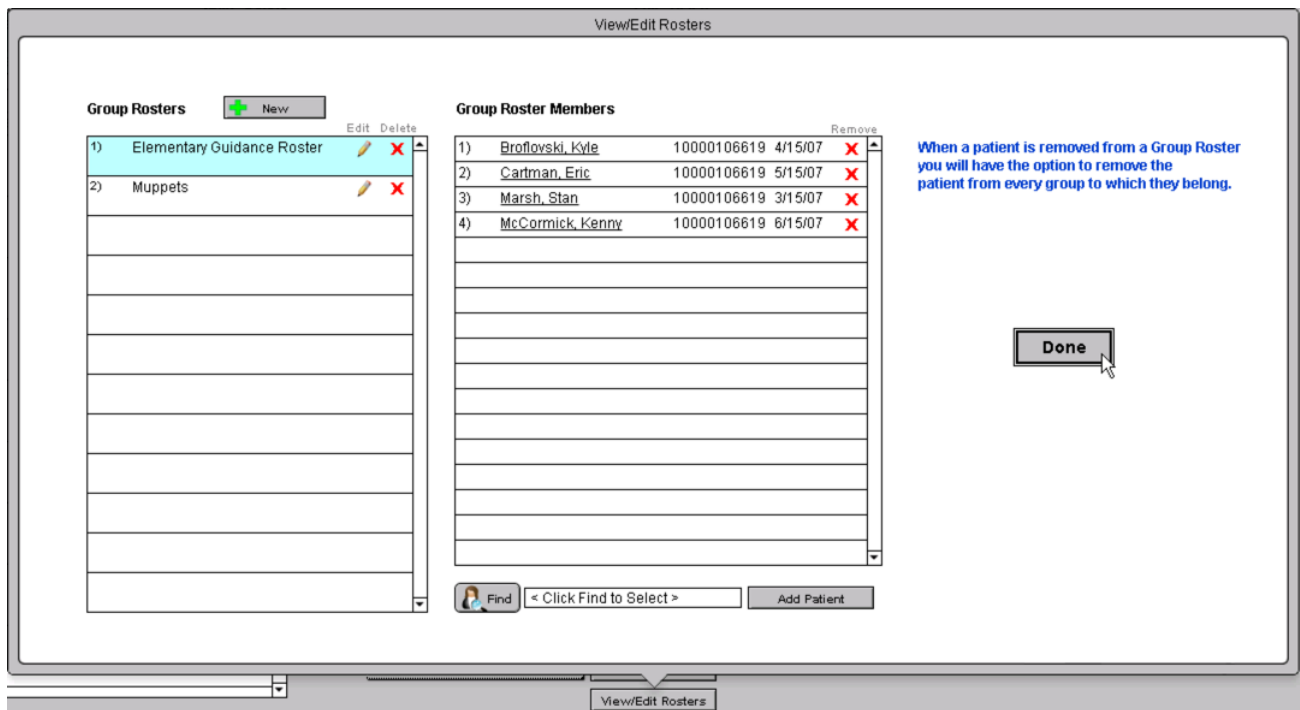 View/Edit Rosters
Group Rosters
New
Edit Delete
1) Elementary Guidance Roster
2) Muppets
Group Roster Members
Remove
1) Broflovski, Kyle 10000106619 4/15/07
2) Cartman, Eric 10000106619 5/15/07
3) Marsh, Stan 10000106619 3/15/07
4) McCormick, Kenny 10000106619 6/15/07
When a patient is removed from a Group Roster
you will have the option to remove the
patient from every group to which they belong.
Done
Find
< Click Find to Select >
Add Patient
View/Edit Rosters